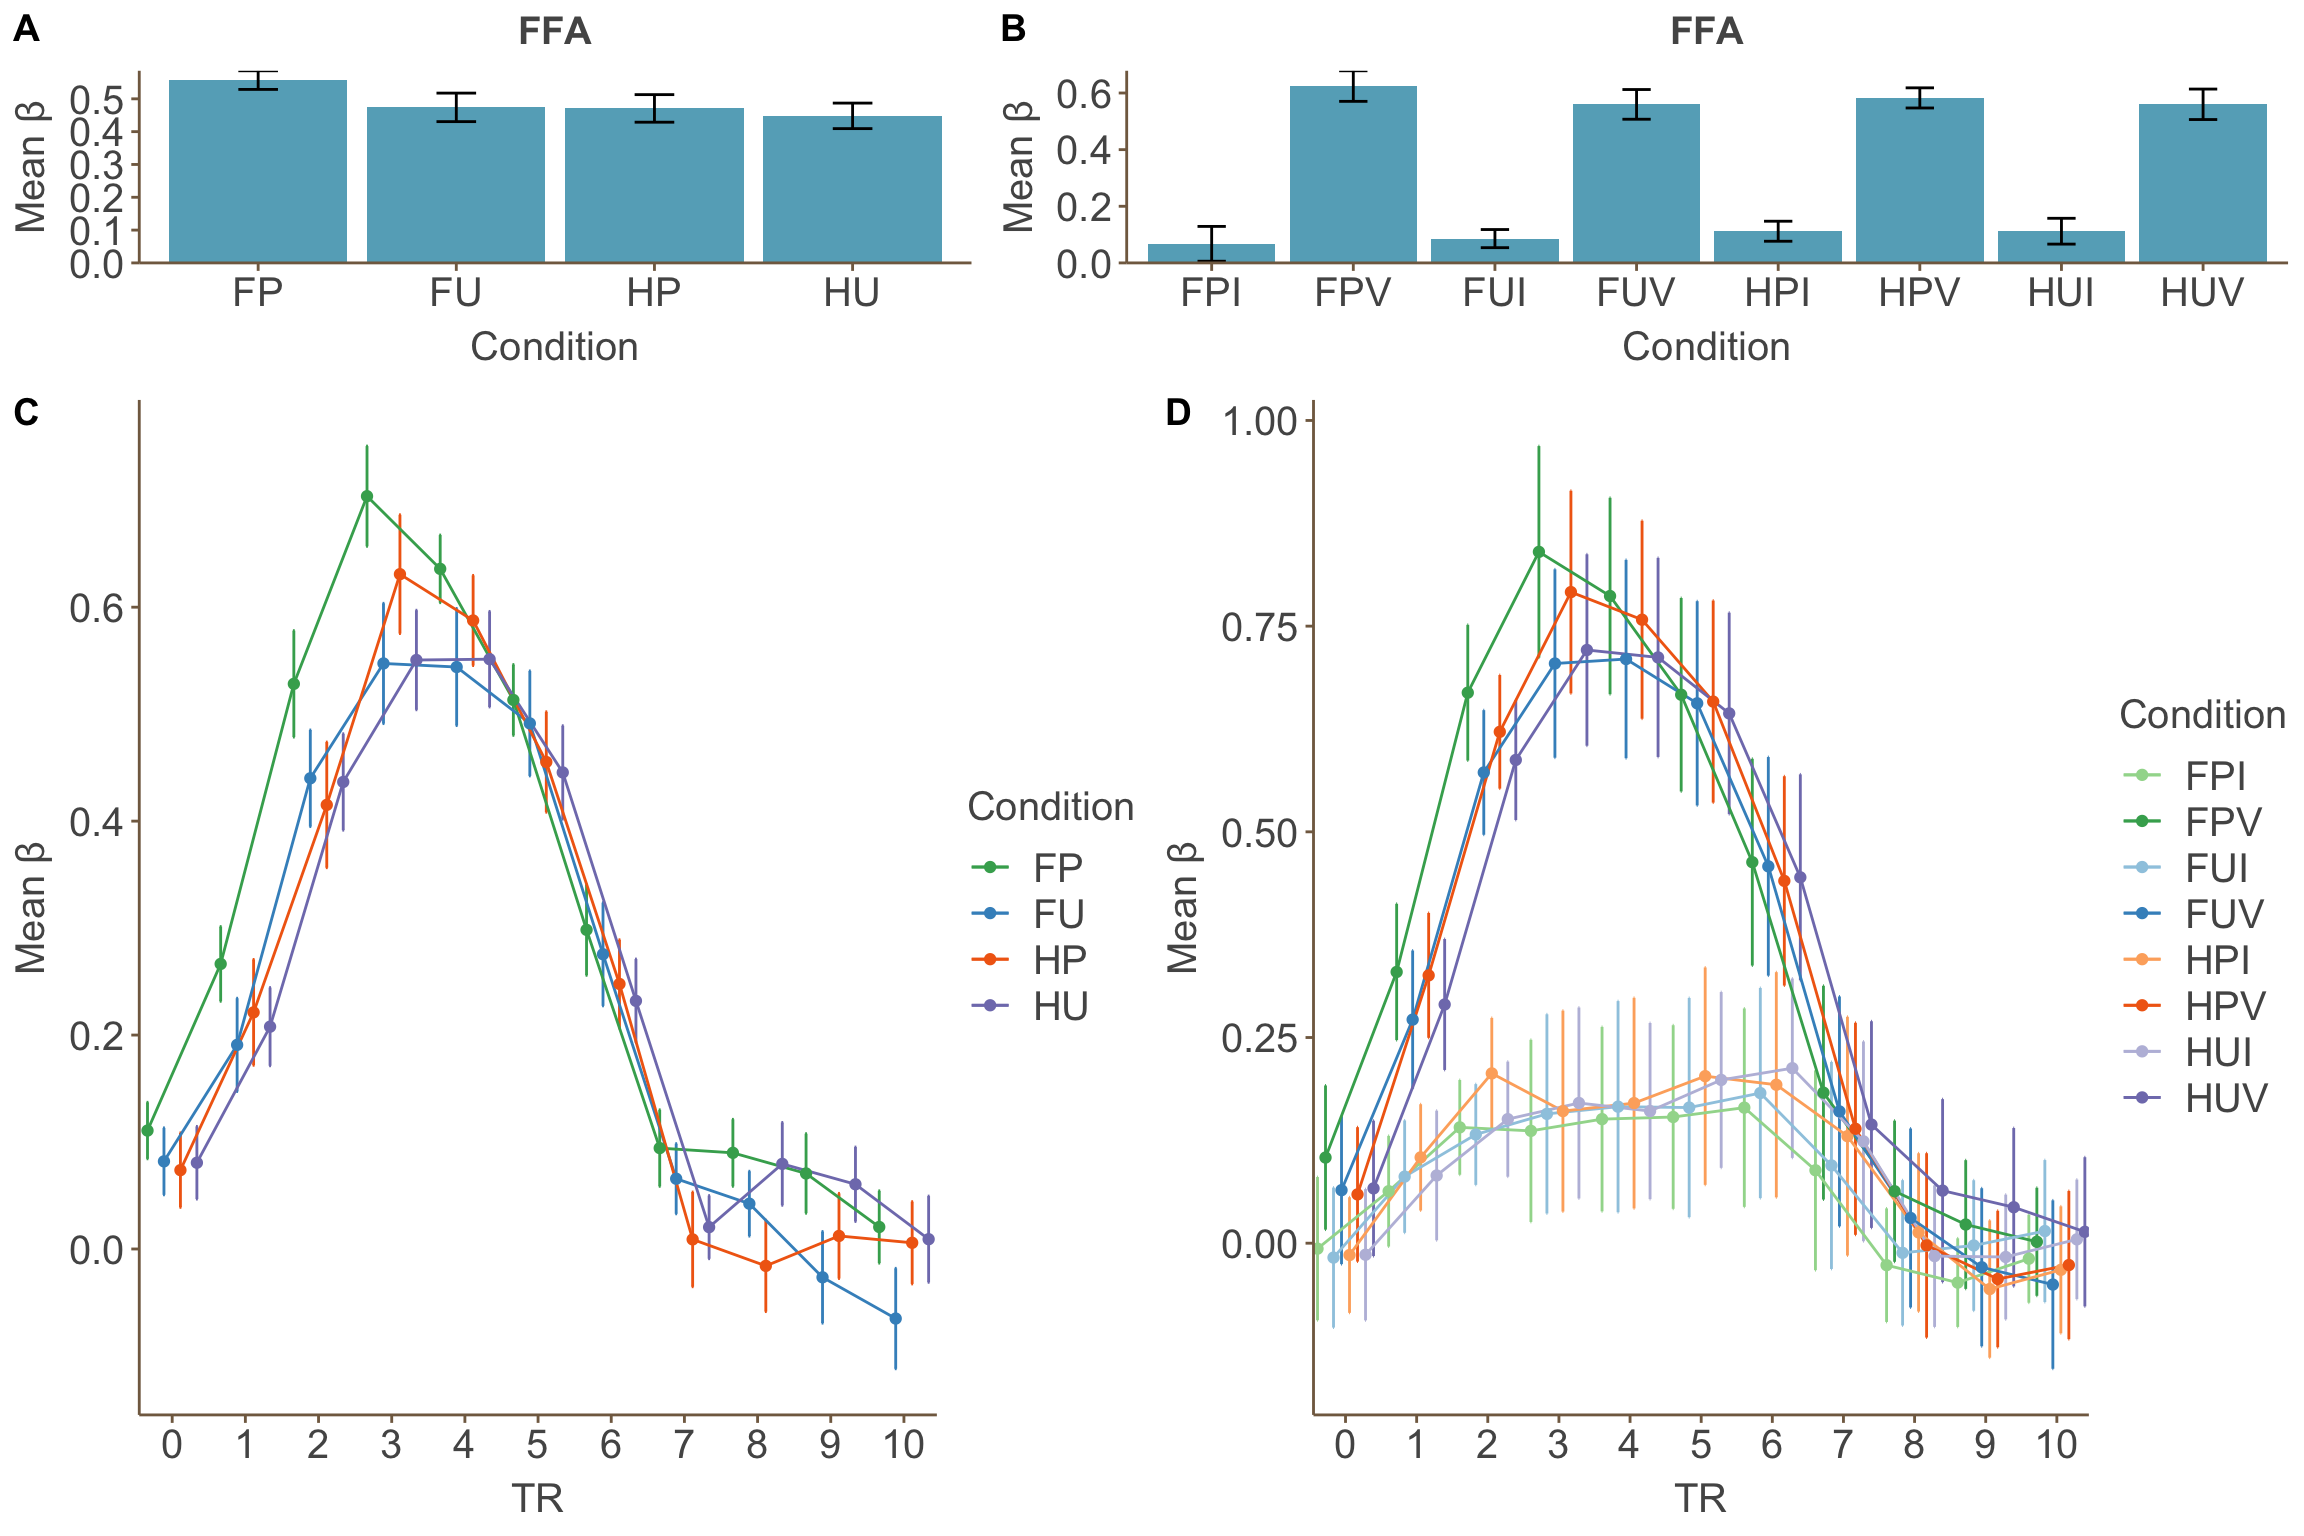 A
FFA
Mean β
0.5
0.4
0.3
0.2
0.1
0.0
FP FU HP HU
Condition
B
FFA
Mean β
0.6
0.4
0.2
0.0
FPI FPV FUI FUV HPI HPV HUI HUV
Condition
C
Mean β
0.6
0.4
0.2
0.0
0 1 2 3 4 5 6 7 8 9 10
TR
Condition
FP
FU
HP
HU
D
Mean β
1.00
0.75
0.50
0.25
0.00
0 1 2 3 4 5 6 7 8 9 10
TR
Condition
FPI
FPV
FUI
FUV
HPI
HPV
HUI
HUV